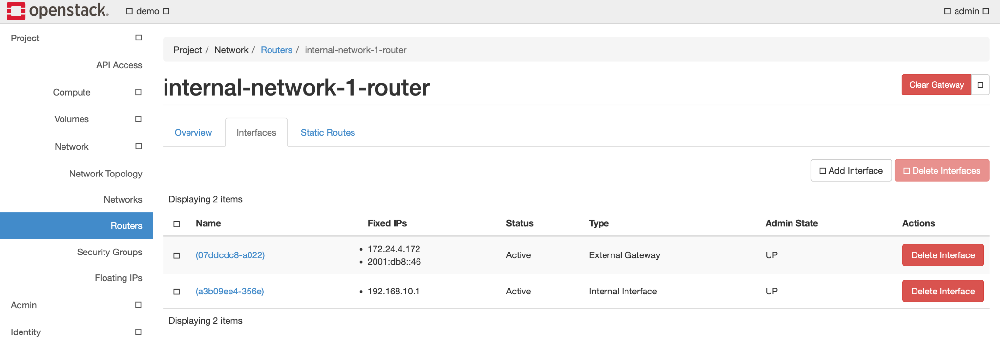 openstack.
demo
admin
Project
API Access
Compute
Volumes
Network
Network Topology
Networks
Routers
Security Groups
Floating IPs
Admin
Identity
Project / Network / Routers / internal-network-1-router
internal-network-1-router
Clear Gateway
Overview Interfaces Static Routes
Add Interface Delete Interfaces
Displaying 2 items
Name Fixed IPs Status Type Admin State Actions
(07ddcdc8-a022) • 172.24.4.172 Active External Gateway UP Delete Interface
• 2001:db8::46
(a3b09ee4-356e) • 192.168.10.1 Active Internal Interface UP Delete Interface
Displaying 2 items